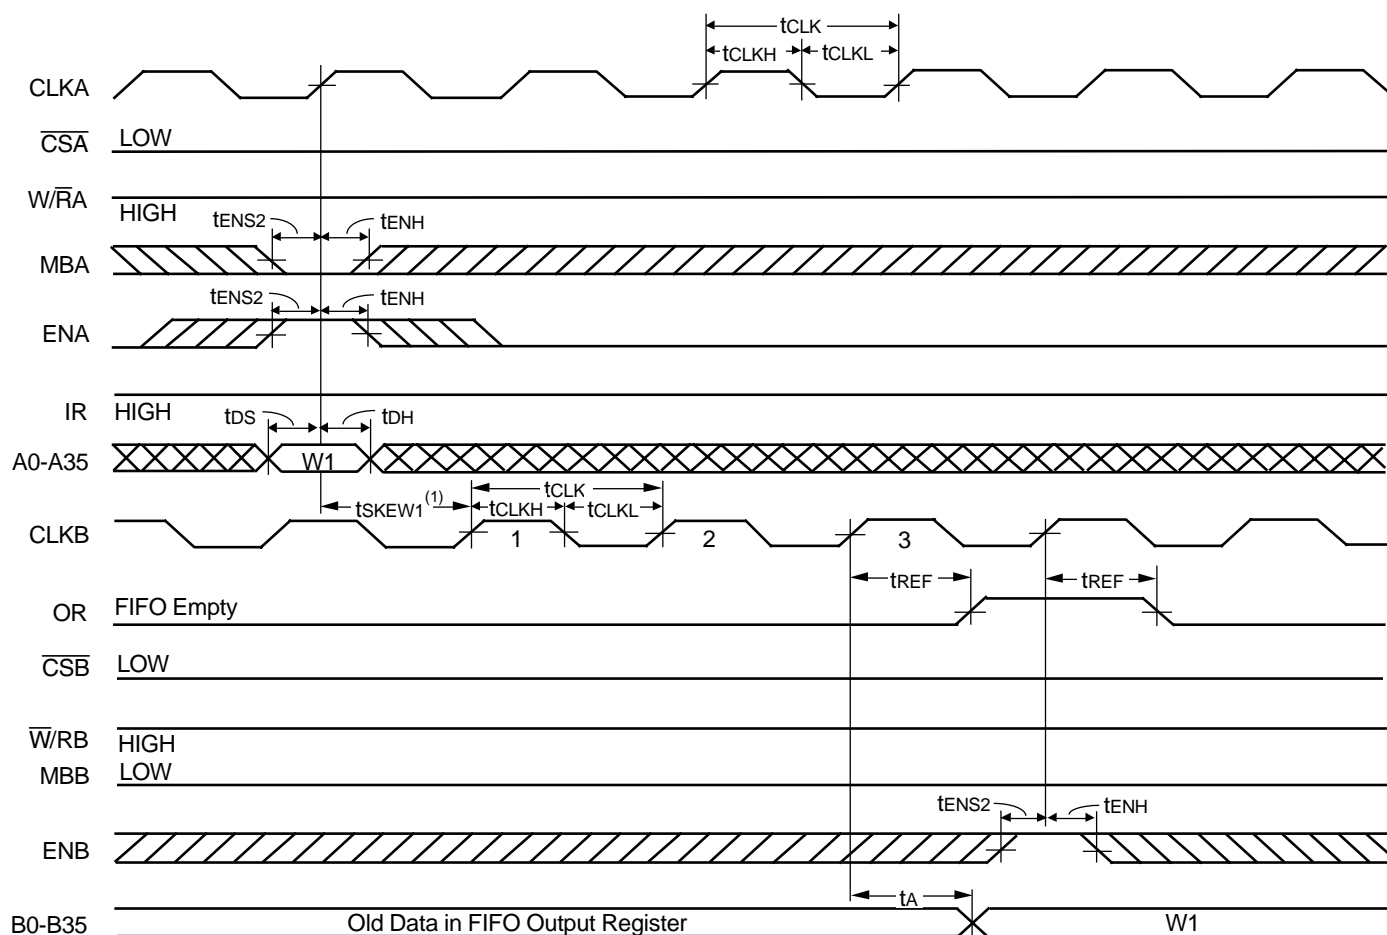 tCLK
tCLKH tCLKL
CLKA
CSA LOW
W/RA HIGH
tENS2 tENH
MBA
tENS2 tENH
ENA
IR HIGH
tDS tDH
A0-A35 W1
tCLK
tSKEW1(1) tCLKH tCLKL
CLKB 1 2 3
tREF tREF
OR FIFO Empty
CSB LOW
W/RB HIGH
MBB LOW
tENS2 tENH
ENB
tA
B0-B35 Old Data in FIFO Output Register W1